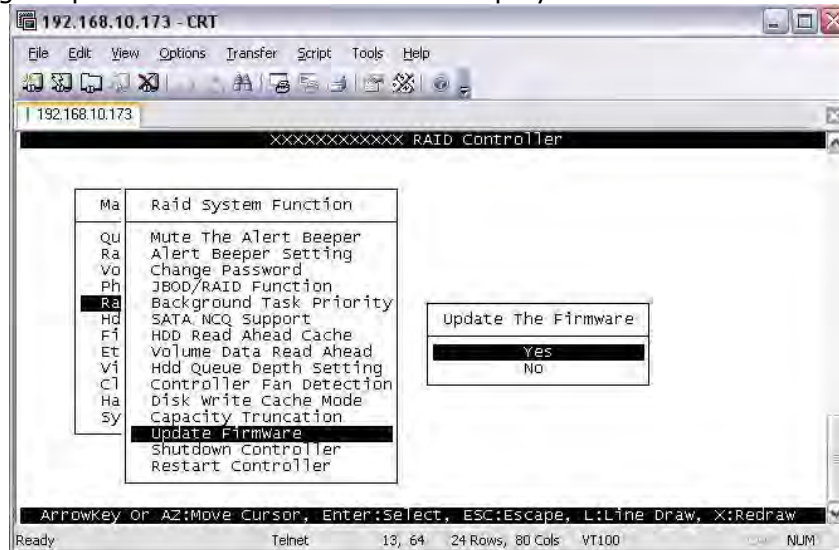 192.168.10.173 - CRT
File Edit View Options Transfer Script Tools Help
192.168.10.173
XXXXXXXXXXXX RAID Controller
Ma
Raid System Function
Qu
Mute The Alert Beeper
Ra
Alert Beeper Setting
Vo
Change Password
Ph
JBOD/RAID Function
Ra
Background Task Priority
Hd
SATA NCQ Support
Fi
HDD Read Ahead Cache
Et
Volume Data Read Ahead
Vi
Hdd Queue Depth Setting
Cl
Controller Fan Detection
Ha
Disk Write Cache Mode
Sy
Capacity Truncation
Update Firmware
Shutdown Controller
Restart Controller
Update The Firmware
Yes
No
ArrowKey Or AZ:Move Cursor, Enter:Select, ESC:Escape, L:Line Draw, X:Redraw
Ready Telnet 13, 64 24 Rows, 80 Cols VT100 NUM